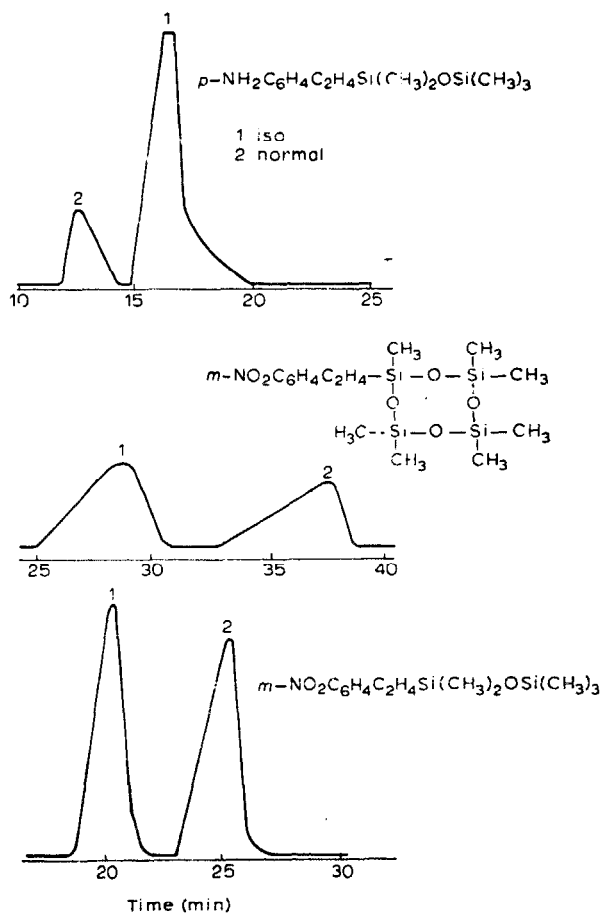 1
p-NH2C6H4C2H4Si(CH3)2OSi(CH3)3
1 iso
2 normal
2
10 15 20 25
CH3 CH3
m-NO2C6H4C2H4-Si-O-Si-CH3
O O
H3C--Si-O-Si-CH3
CH3 CH3
1
2
25 30 35 40
1
2
m-NO2C6H4C2H4Si(CH3)2OSi(CH3)3
20 25 30
Time (min)